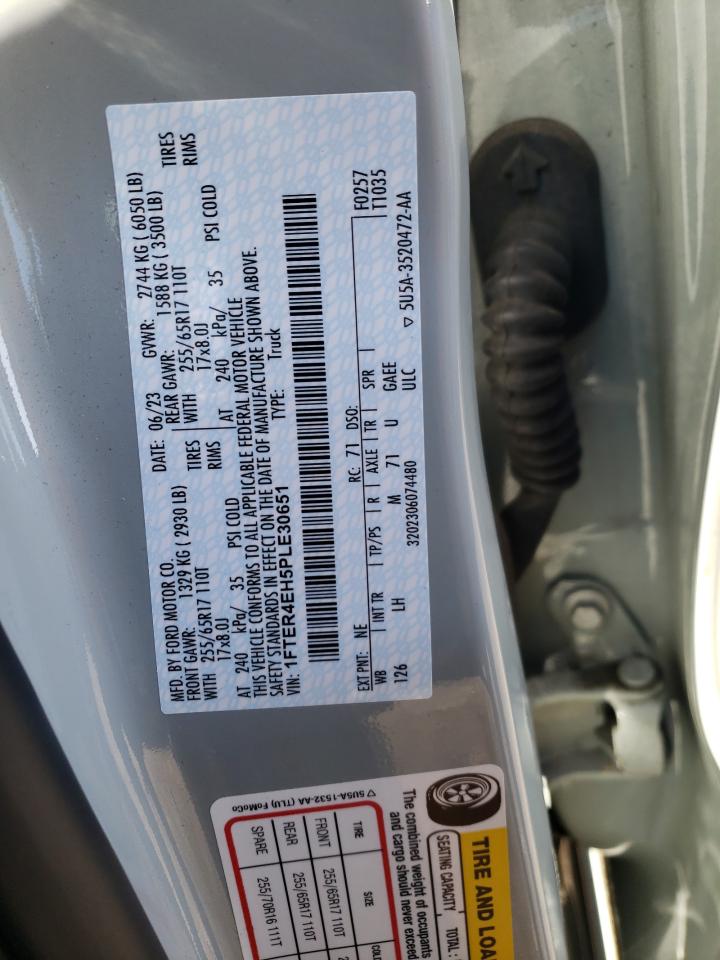 MFD. BY FORD MOTOR CO.
DATE: 06/23 GVWR: 2744 KG ( 6050 LB)
FRONT GAWR: 1329 KG ( 2930 LB)
REAR GAWR: 1588 KG ( 3500 LB)
WITH 255/65R17 110T TIRES
WITH 255/65R17 110T TIRES
17x8.0J RIMS
17x8.0J RIMS
AT 240 kPa/ 35 PSI COLD
AT 240 kPa/ 35 PSI COLD
THIS VEHICLE CONFORMS TO ALL APPLICABLE FEDERAL MOTOR VEHICLE
SAFETY STANDARDS IN EFFECT ON THE DATE OF MANUFACTURE SHOWN ABOVE.
VIN: 1FTER4EH5PLE30651 TYPE: Truck
EXT PNT: NE RC: 71 DSO: F0257
WB INT TR TP/PS R AXLE TR SPR T1035
126 LH M 71 U GAEE
3202306074480 ULC ▽ 5U5A-3520472-AA
TIRE AND LOA
SEATING CAPACITY TOTAL:
The combined weight of occupants
and cargo should never exceed
TIRE SIZE
FRONT 255/65R17 110T
REAR 255/65R17 110T
SPARE 255/70R16 111T
▽ 5U5A-1532-AA (TLU) FoMoCo